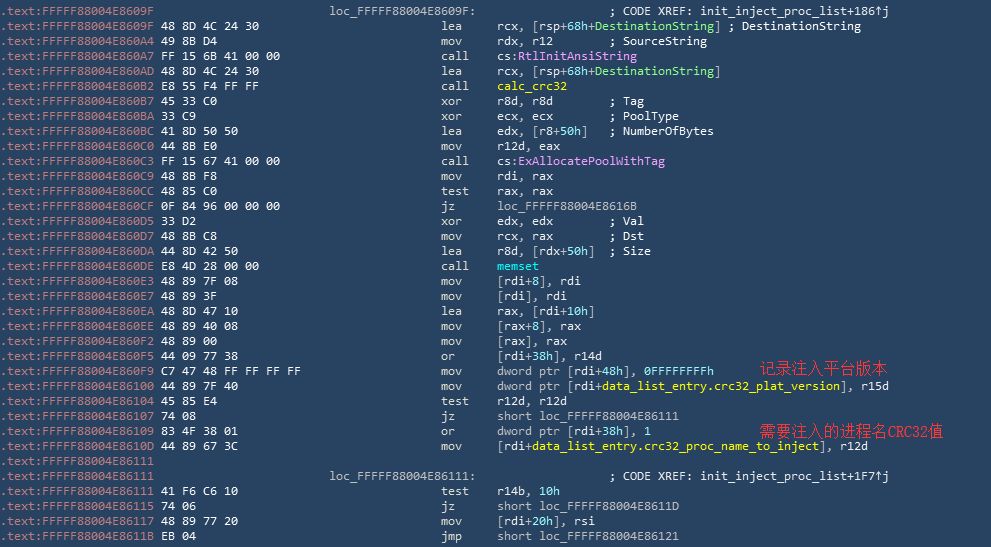 .text:FFFFF88004E8609F loc_FFFFF88004E8609F: ; CODE XREF: init_inject_proc_list+186↑j
.text:FFFFF88004E8609F 48 8D 4C 24 30 lea rcx, [rsp+68h+DestinationString] ; DestinationString
.text:FFFFF88004E860A4 49 8B D4 mov rdx, r12 ; SourceString
.text:FFFFF88004E860A7 FF 15 6B 41 00 00 call cs:RtlInitAnsiString
.text:FFFFF88004E860AD 48 8D 4C 24 30 lea rcx, [rsp+68h+DestinationString]
.text:FFFFF88004E860B2 E8 55 F4 FF FF call calc_crc32
.text:FFFFF88004E860B7 45 33 C0 xor r8d, r8d ; Tag
.text:FFFFF88004E860BA 33 C9 xor ecx, ecx ; PoolType
.text:FFFFF88004E860BC 41 8D 50 50 lea edx, [r8+50h] ; NumberOfBytes
.text:FFFFF88004E860C0 44 8B E0 mov r12d, eax
.text:FFFFF88004E860C3 FF 15 67 41 00 00 call cs:ExAllocatePoolWithTag
.text:FFFFF88004E860C9 48 8B F8 mov rdi, rax
.text:FFFFF88004E860CC 48 85 C0 test rax, rax
.text:FFFFF88004E860CF 0F 84 96 00 00 00 jz loc_FFFFF88004E8616B
.text:FFFFF88004E860D5 33 D2 xor edx, edx ; Val
.text:FFFFF88004E860D7 48 8B C8 mov rcx, rax ; Dst
.text:FFFFF88004E860DA 44 8D 42 50 lea r8d, [rdx+50h] ; Size
.text:FFFFF88004E860DE E8 4D 28 00 00 call memset
.text:FFFFF88004E860E3 48 89 7F 08 mov [rdi+8], rdi
.text:FFFFF88004E860E7 48 89 3F mov [rdi], rdi
.text:FFFFF88004E860EA 48 8D 47 10 lea rax, [rdi+10h]
.text:FFFFF88004E860EE 48 89 40 08 mov [rax+8], rax
.text:FFFFF88004E860F2 48 89 00 mov [rax], rax
.text:FFFFF88004E860F5 44 09 77 38 or [rdi+38h], r14d
.text:FFFFF88004E860F9 C7 47 48 FF FF FF FF mov dword ptr [rdi+48h], 0FFFFFFFFh 记录注入平台版本
.text:FFFFF88004E86100 44 89 7F 40 mov [rdi+data_list_entry.crc32_plat_version], r15d
.text:FFFFF88004E86104 45 85 E4 test r12d, r12d
.text:FFFFF88004E86107 74 08 jz short loc_FFFFF88004E86111
.text:FFFFF88004E86109 83 4F 38 01 or dword ptr [rdi+38h], 1 需要注入的进程名CRC32值
.text:FFFFF88004E8610D 44 89 67 3C mov [rdi+data_list_entry.crc32_proc_name_to_inject], r12d
.text:FFFFF88004E86111
.text:FFFFF88004E86111 loc_FFFFF88004E86111: ; CODE XREF: init_inject_proc_list+1F7↑j
.text:FFFFF88004E86111 41 F6 C6 10 test r14b, 10h
.text:FFFFF88004E86115 74 06 jz short loc_FFFFF88004E8611D
.text:FFFFF88004E86117 48 89 77 20 mov [rdi+20h], rsi
.text:FFFFF88004E8611B EB 04 jmp short loc_FFFFF88004E86121